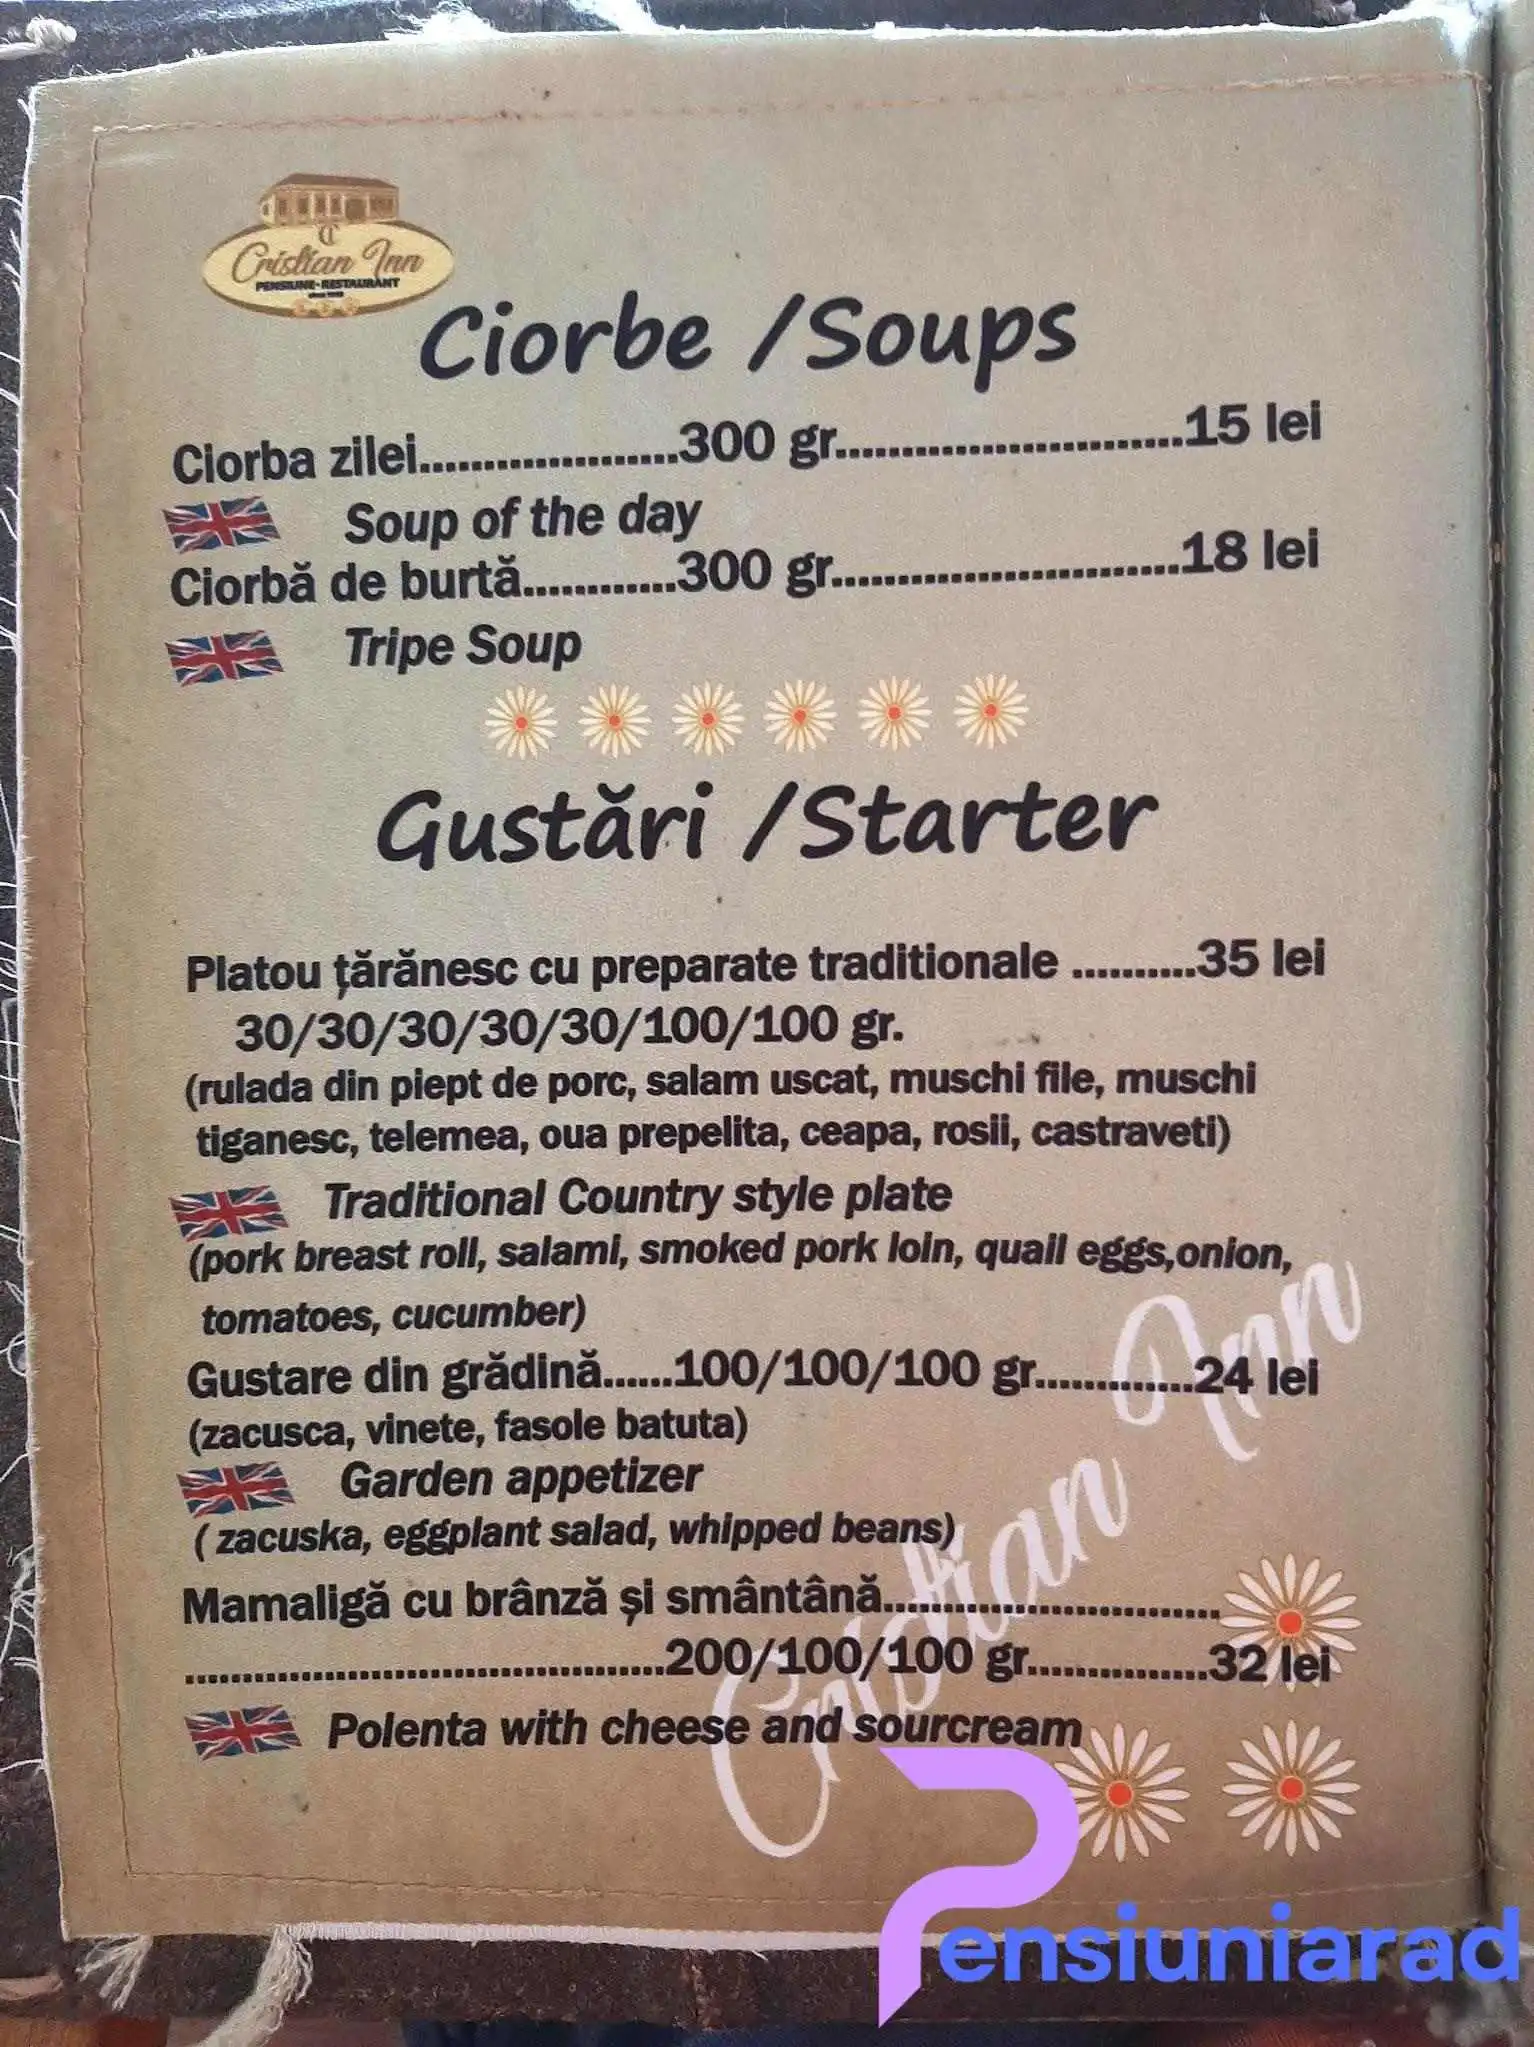 Cristian Inn
PENSIUNE-RESTAURANT
Ciorbe /Soups
Ciorba zilei....................300 gr...........................15 lei
Soup of the day
Ciorbă de burtă............300 gr...........................18 lei
Tripe Soup
Gustări /Starter
Platou țărănesc cu preparate traditionale ..........35 lei
30/30/30/30/30/100/100 gr.
(rulada din piept de porc, salam uscat, muschi file, muschi
tiganesc, telemea, oua prepelita, ceapa, rosii, castraveti)
Traditional Country style plate
(pork breast roll, salami, smoked pork loin, quail eggs,onion,
tomatoes, cucumber)
Gustare din grădină......100/100/100 gr.............24 lei
(zacusca, vinete, fasole batuta)
Garden appetizer
( zacuska, eggplant salad, whipped beans)
Mamaligă cu brânză și smântână...........................
.......................................200/100/100 gr...............32 lei
Polenta with cheese and sourcream
Cristian Inn
Pensiuniarad